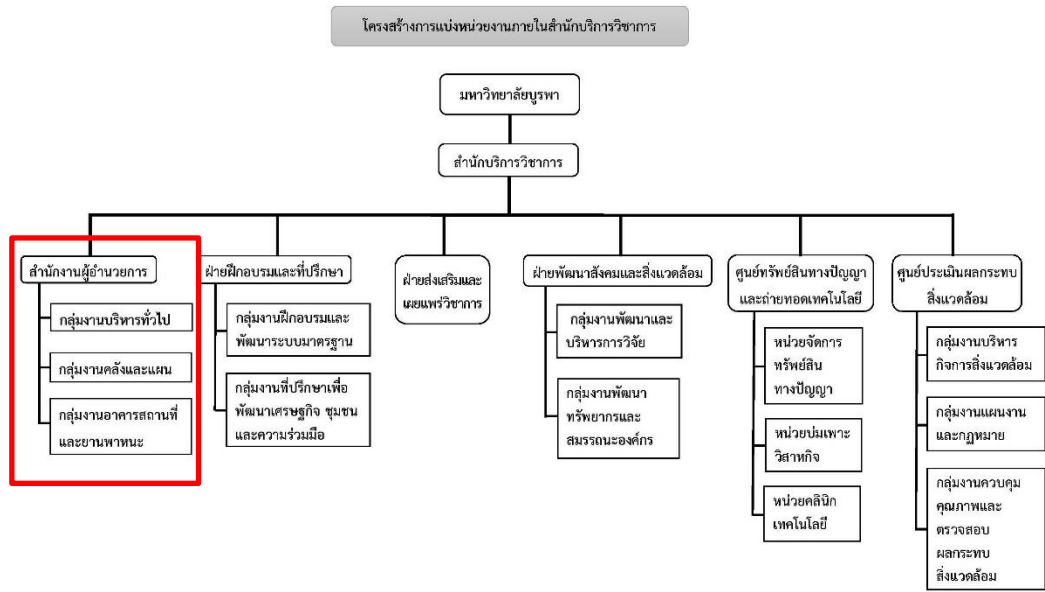 โครงสร้างการแบ่งหน่วยงานภายในสำนักบริการวิชาการ
มหาวิทยาลัยบูรพา
สำนักบริการวิชาการ
สำนักงานผู้อำนวยการ
กลุ่มงานบริหารทั่วไป
กลุ่มงานคลังและแผน
กลุ่มงานอาคารสถานที่
และยานพาหนะ
ฝ่ายฝึกอบรมและที่ปรึกษา
กลุ่มงานฝึกอบรมและ
พัฒนาระบบมาตรฐาน
กลุ่มงานที่ปรึกษาเพื่อ
พัฒนาเศรษฐกิจ ชุมชน
และความร่วมมือ
ฝ่ายส่งเสริมและ
เผยแพร่วิชาการ
ฝ่ายพัฒนาสังคมและสิ่งแวดล้อม
กลุ่มงานพัฒนาและ
บริหารการวิจัย
กลุ่มงานพัฒนา
ทรัพยากรและ
สมรรถนะองค์กร
ศูนย์ทรัพย์สินทางปัญญา
และถ่ายทอดเทคโนโลยี
หน่วยจัดการ
ทรัพย์สิน
ทางปัญญา
หน่วยบ่มเพาะ
วิสาหกิจ
หน่วยคลินิก
เทคโนโลยี
ศูนย์ประเมินผลกระทบ
สิ่งแวดล้อม
กลุ่มงานบริหาร
กิจการสิ่งแวดล้อม
กลุ่มงานแผนงาน
และกฎหมาย
กลุ่มงานควบคุม
คุณภาพและ
ตรวจสอบ
ผลกระทบ
สิ่งแวดล้อม